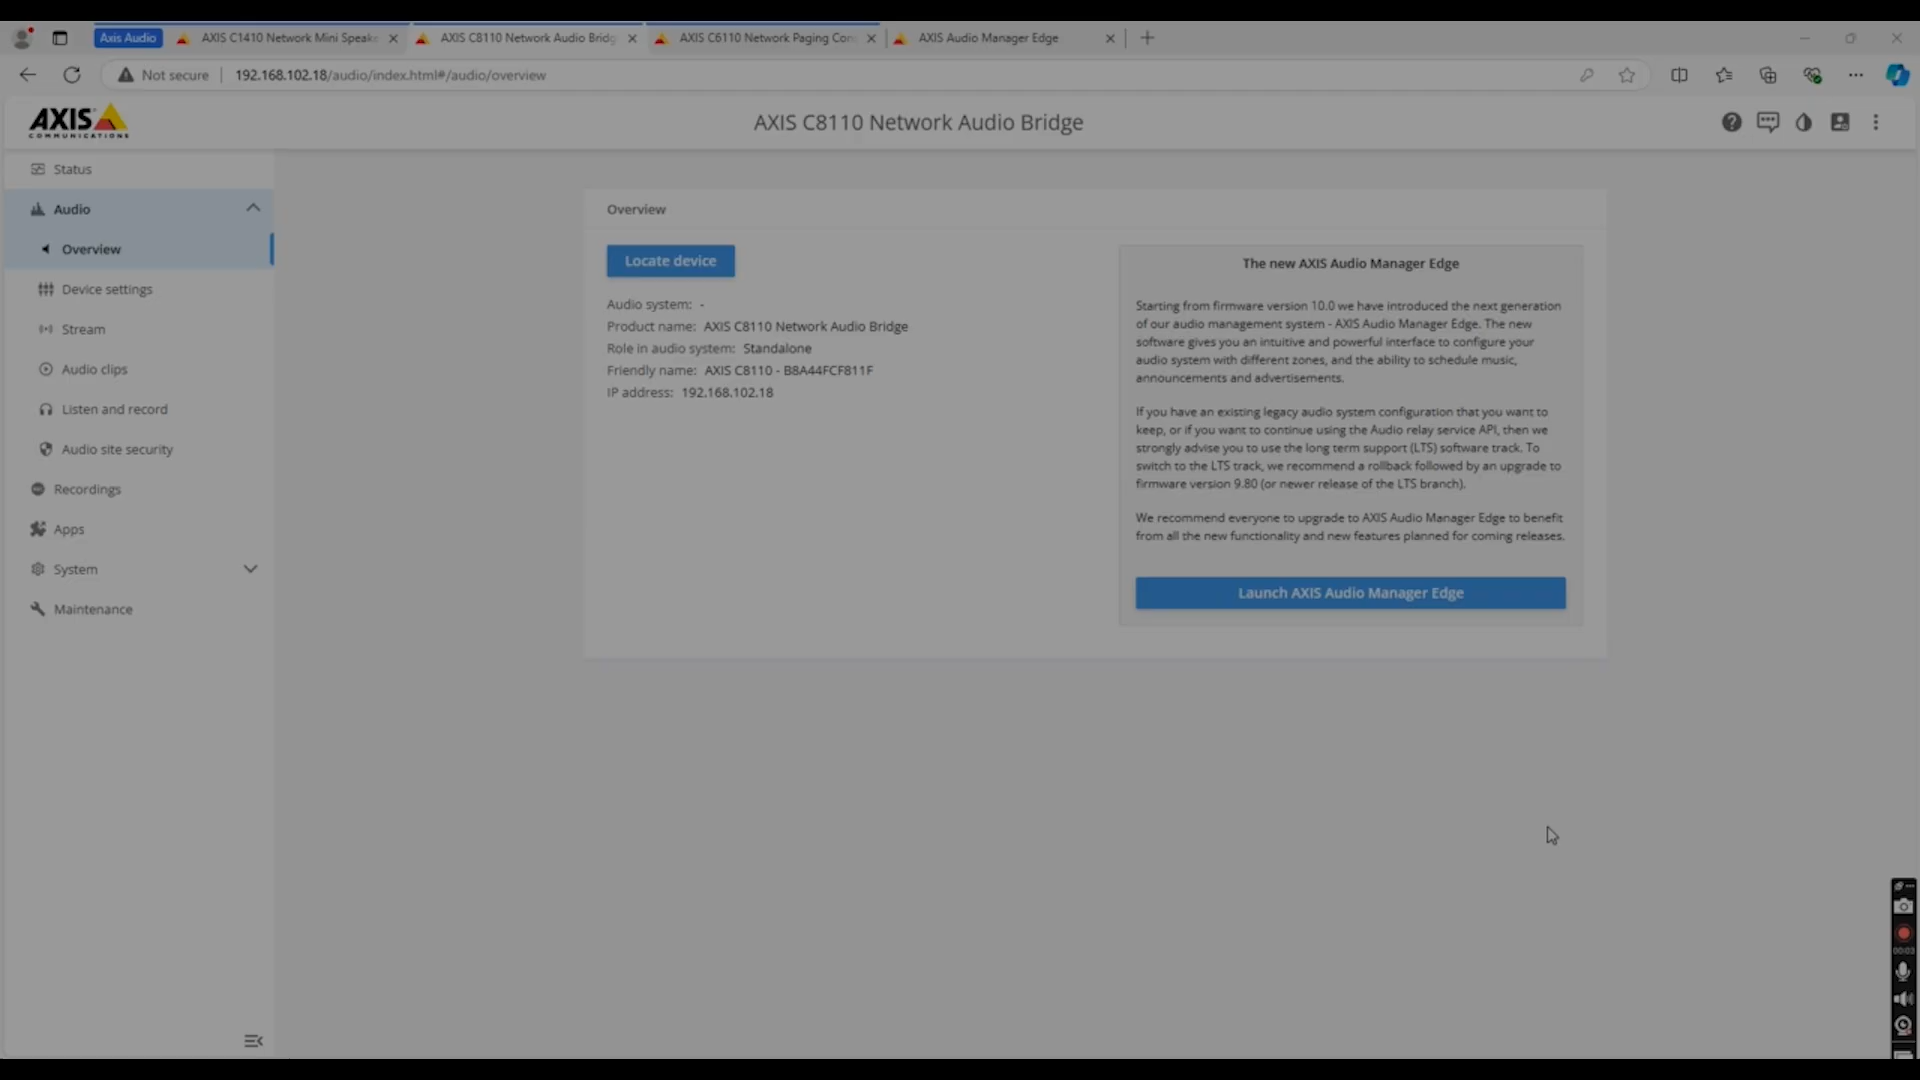 Axis Audio
AXIS C1410 Network Mini Speake
AXIS C8110 Network Audio Bridg
AXIS C6110 Network Paging Con
AXIS Audio Manager Edge
Not secure
192.168.102.18/audio/index.html#/audio/overview
AXIS
COMMUNICATIONS
AXIS C8110 Network Audio Bridge
Status
Audio
Overview
Device settings
Stream
Audio clips
Listen and record
Audio site security
Recordings
Apps
System
Maintenance
Overview
Locate device
Audio system: -
Product name: AXIS C8110 Network Audio Bridge
Role in audio system: Standalone
Friendly name: AXIS C8110 - B8A44FCF811F
IP address: 192.168.102.18
The new AXIS Audio Manager Edge
Starting from firmware version 10.0 we have introduced the next generation
of our audio management system - AXIS Audio Manager Edge. The new
software gives you an intuitive and powerful interface to configure your
audio system with different zones, and the ability to schedule music,
announcements and advertisements.
If you have an existing legacy audio system configuration that you want to
keep, or if you want to continue using the Audio relay service API, then we
strongly advise you to use the long term support (LTS) software track. To
switch to the LTS track, we recommend a rollback followed by an upgrade to
firmware version 9.80 (or newer release of the LTS branch).
We recommend everyone to upgrade to AXIS Audio Manager Edge to benefit
from all the new functionality and new features planned for coming releases.
Launch AXIS Audio Manager Edge
00:03